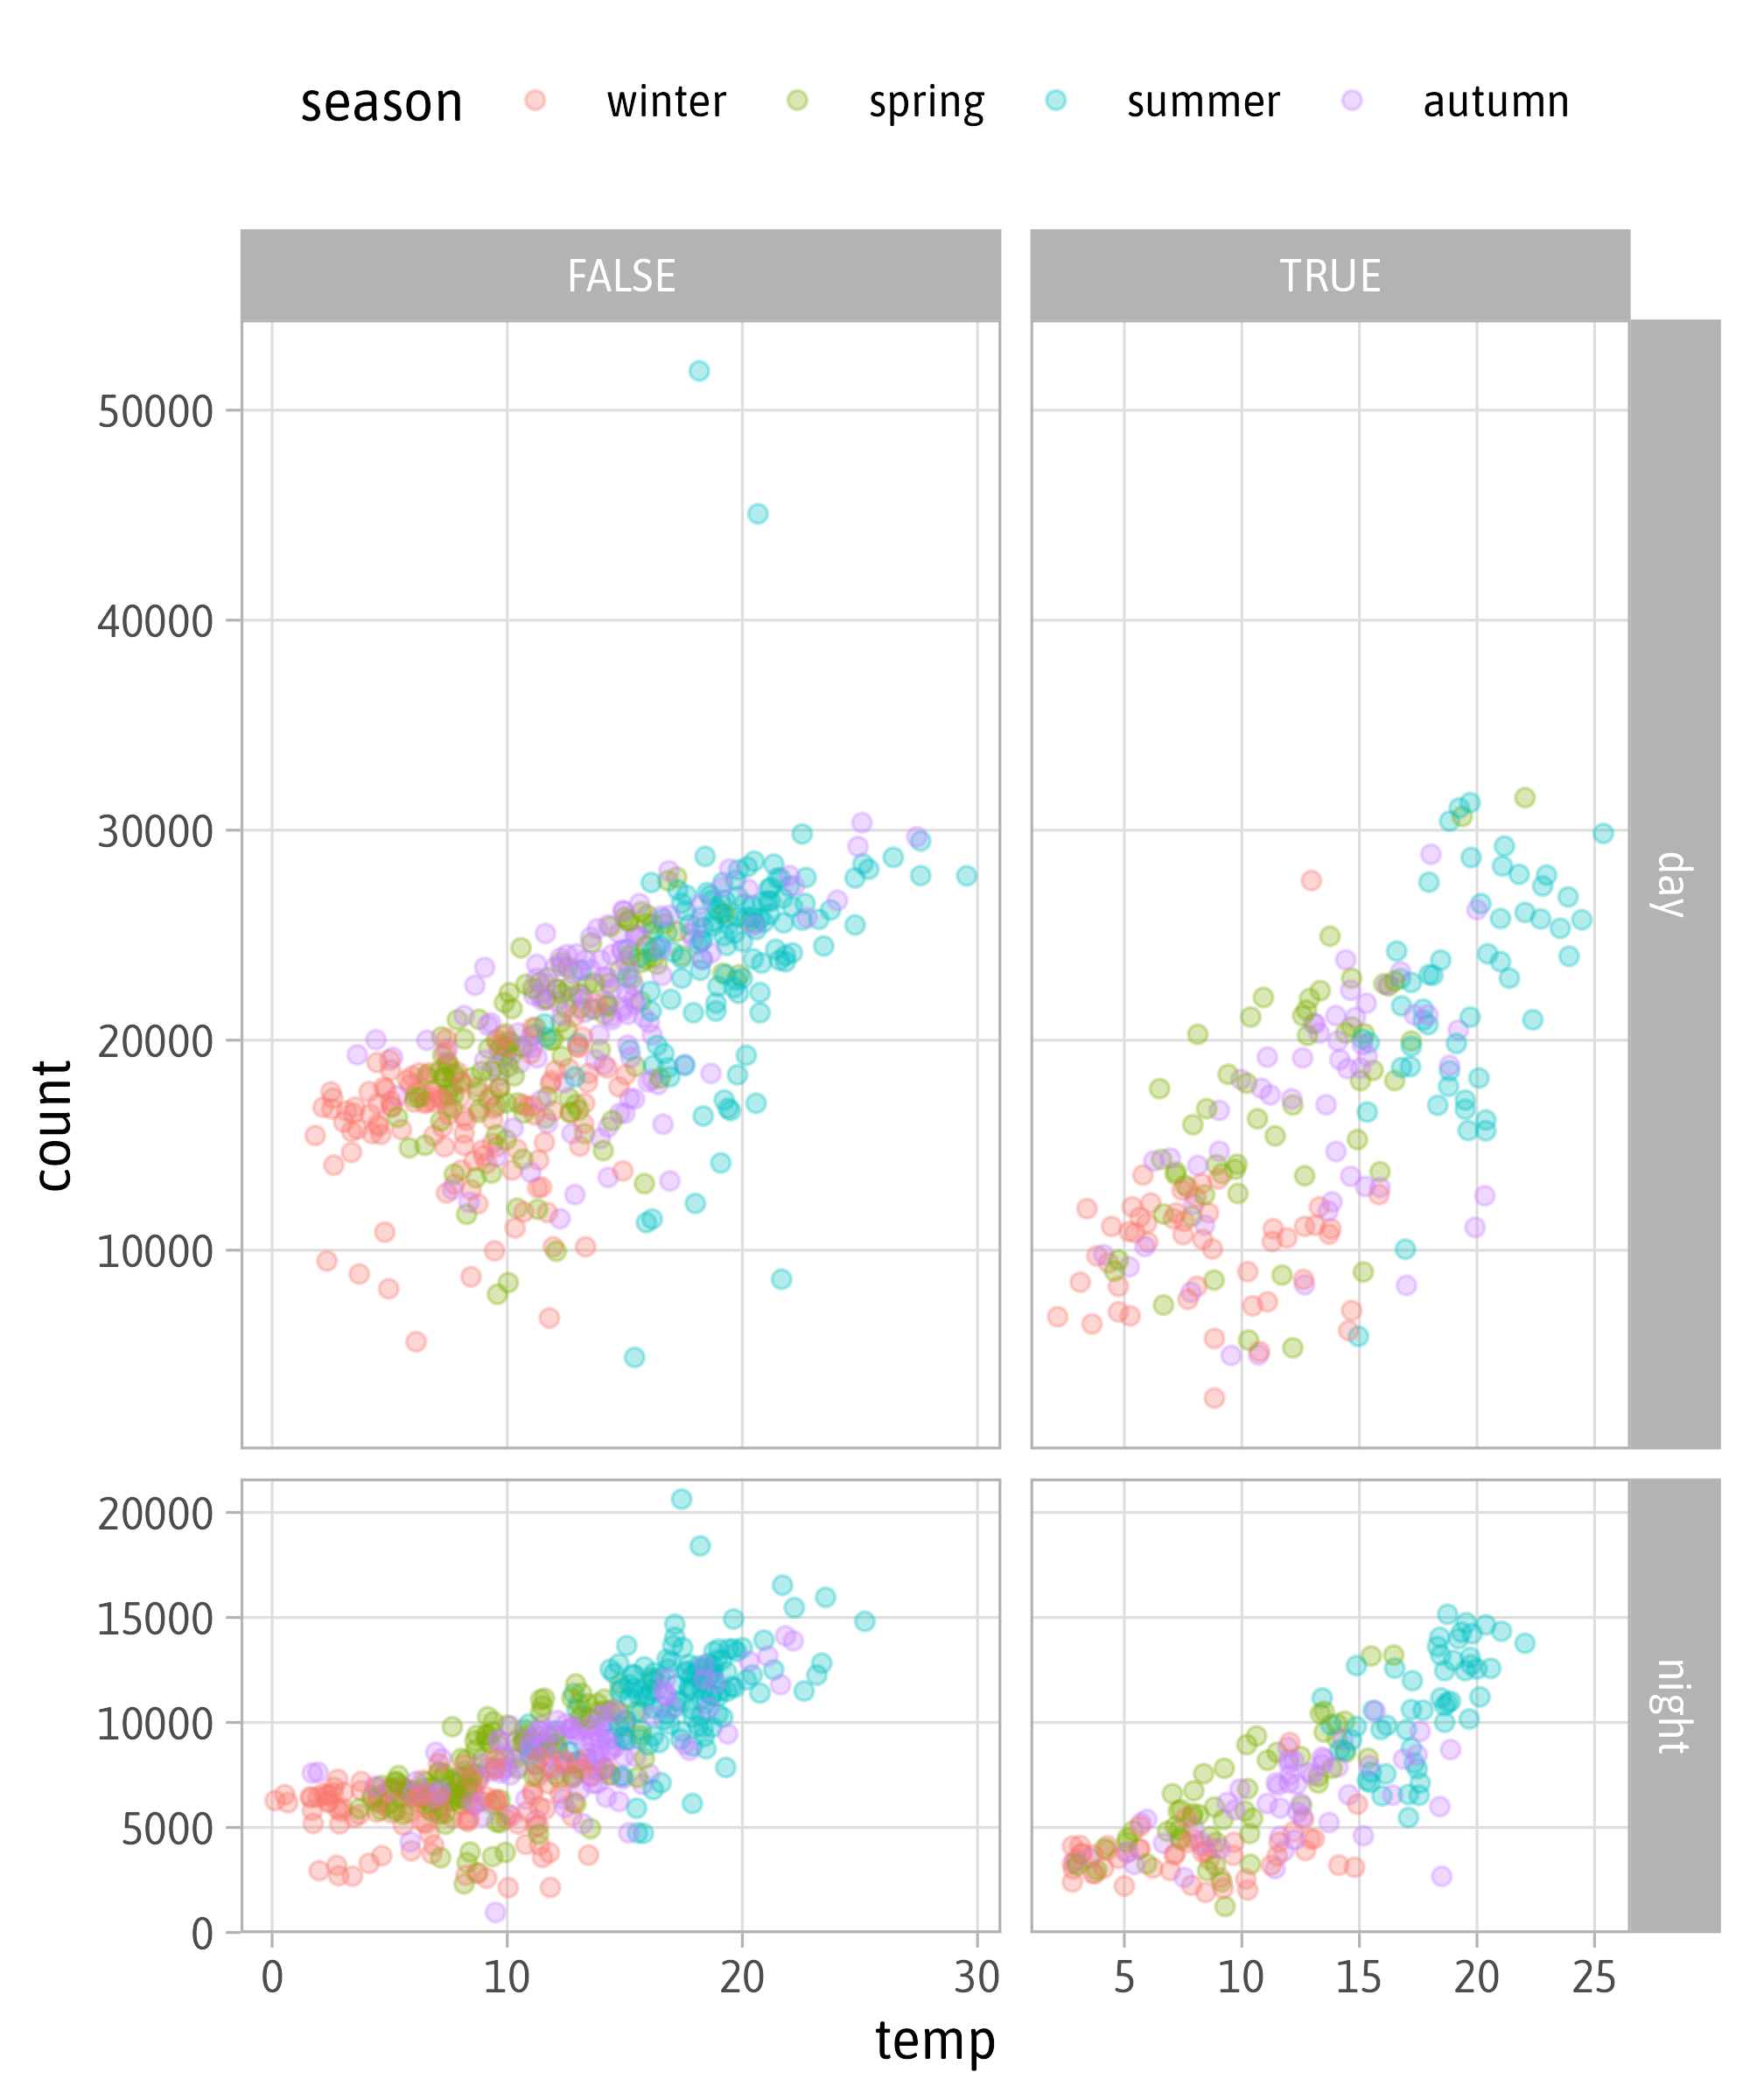 season winter spring summer autumn
FALSE TRUE
50000
40000
30000
20000
10000
day
20000
15000
10000
5000
0
night
count
0 10 20 30 5 10 15 20 25
temp